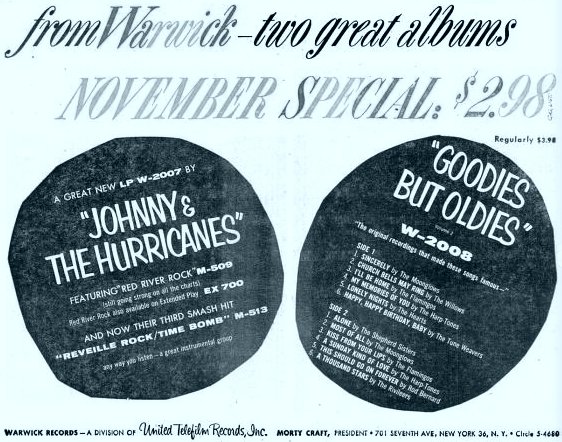 from Warwick – two great albums
NOVEMBER SPECIAL: $2.98
Regularly $3.98
A GREAT NEW LP W-2007 BY
"JOHNNY &
THE HURRICANES"
FEATURING "RED RIVER ROCK" M-509
(still going strong on all the charts)
Red River Rock also available on Extended Play EX 700
AND NOW THEIR THIRD SMASH HIT
"REVEILLE ROCK/TIME BOMB" M-513
any way you listen – a great instrumental group
"GOODIES
BUT OLDIES"
W-2008
"The original recordings that made these songs famous..."
SIDE 1
1. SINCERELY by The Moonglows
2. CHURCH BELLS MAY RING by The Willows
3. I'LL BE HOME by The Flamingos
4. MY MEMORIES OF YOU by The Harp-Tones
5. LONELY NIGHTS by The Hearts
6. HAPPY, HAPPY BIRTHDAY, BABY by The Tune Weavers
SIDE 2
1. ALONE by The Shepherd Sisters
2. MOST OF ALL by The Moonglows
3. KISS FROM YOUR LIPS by The Flamingos
4. A SUNDAY KIND OF LOVE by The Harp-Tones
5. THIS SHOULD GO ON FOREVER by Rod Bernard
6. A THOUSAND STARS by The Rivileers
WARWICK RECORDS – A DIVISION OF United Telefilm Records, Inc. MORTY CRAFT, PRESIDENT • 701 SEVENTH AVE, NEW YORK 36, N. Y. • Circle 5-4680